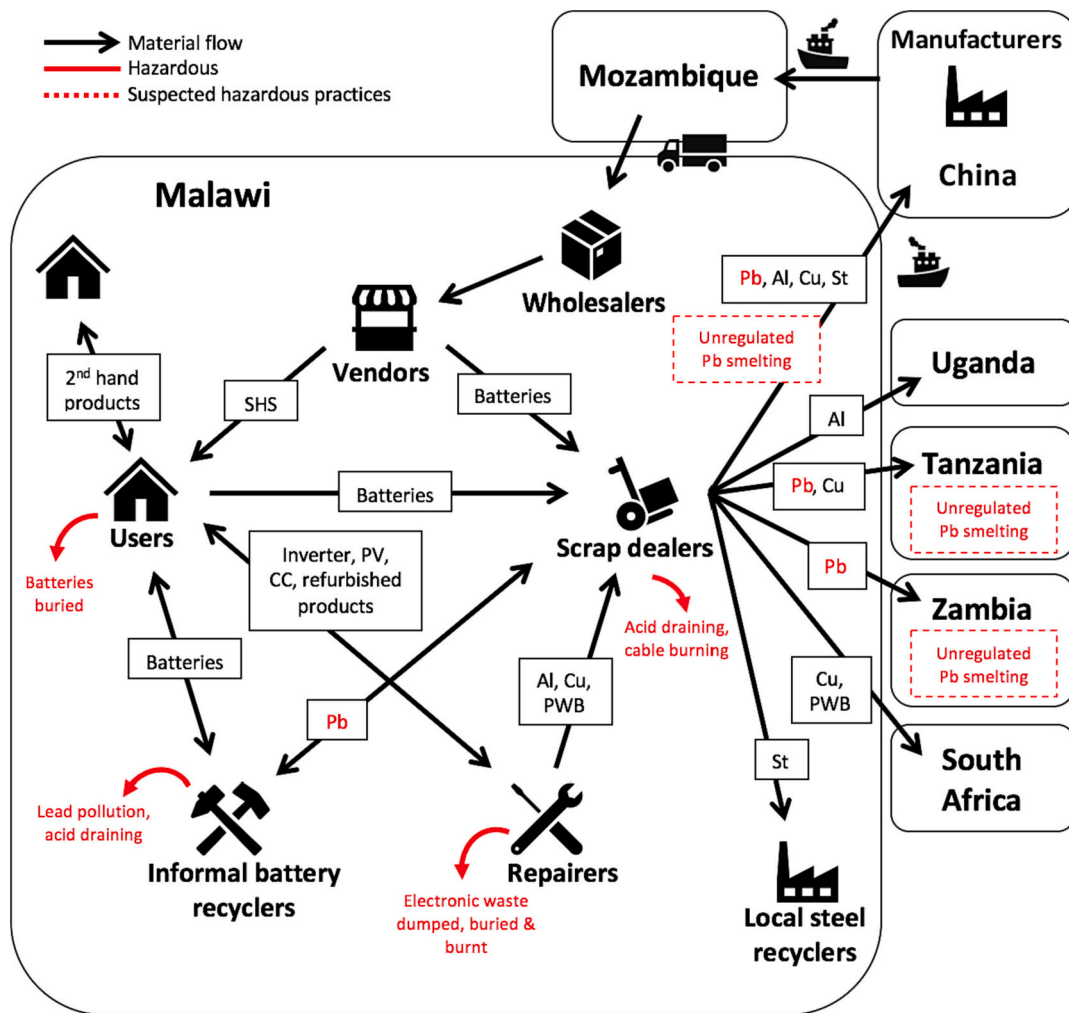 Material flow
Hazardous
Suspected hazardous practices
Mozambique
Manufacturers
China
Malawi
Wholesalers
Vendors
Pb, Al, Cu, St
Unregulated
Pb smelting
Uganda
2nd hand
products
SHS
Batteries
Al
Tanzania
Unregulated
Pb smelting
Pb, Cu
Batteries
Users
Scrap dealers
Batteries
buried
Inverter, PV,
CC, refurbished
products
Pb
Zambia
Unregulated
Pb smelting
Acid draining,
cable burning
Batteries
Al, Cu,
PWB
Cu,
PWB
Pb
St
South
Africa
Lead pollution,
acid draining
Informal battery
recyclers
Repairers
Electronic waste
dumped, buried &
burnt
Local steel
recyclers